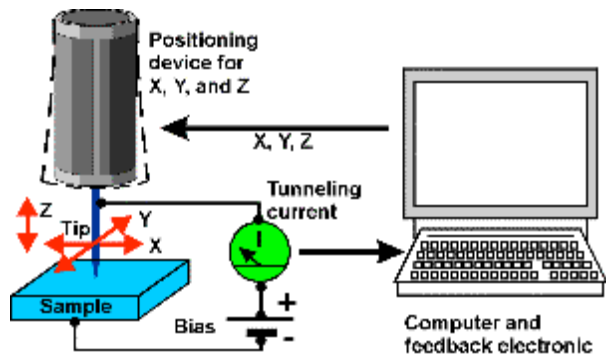 Positioning
device for
X, Y, and Z
X, Y, Z
Z
Tip
Y
X
Tunneling
current
I
Sample
Bias
+
-
Computer and
feedback electronic